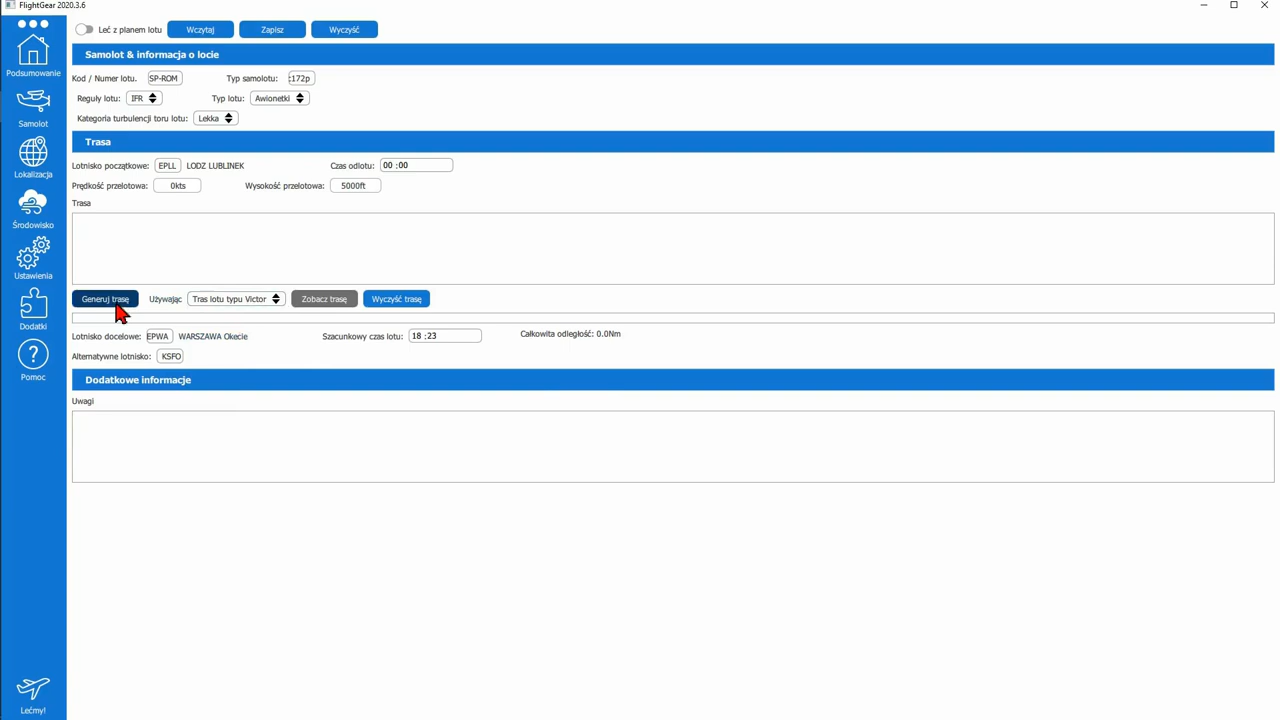 FlightGear 2020.3.6
Leć z planem lotu Wczytaj Zapisz Wyczyść
Podsumowanie
Samolot & informacja o locie
Kod / Numer lotu. SP-ROM Typ samolotu: :172p
Reguły lotu: IFR Typ lotu: Awionetki
Samolot
Kategoria turbulencji toru lotu: Lekka
Trasa
Lotnisko początkowe: EPLL LODZ LUBLINEK Czas odlotu: 00 :00
Lokalizacja
Prędkość przelotowa: 0kts Wysokość przelotowa: 5000ft
Trasa
Środowisko
Ustawienia
Generuj trasę Używając Tras lotu typu Victor Zobacz trasę Wyczyść trasę
Dodatki
Lotnisko docelowe: EPWA WARSZAWA Okecie Szacunkowy czas lotu: 18 :23 Całkowita odległość: 0.0Nm
Alternatywne lotnisko: KSFO
Pomoc
Dodatkowe informacje
Uwagi
Lećmy!